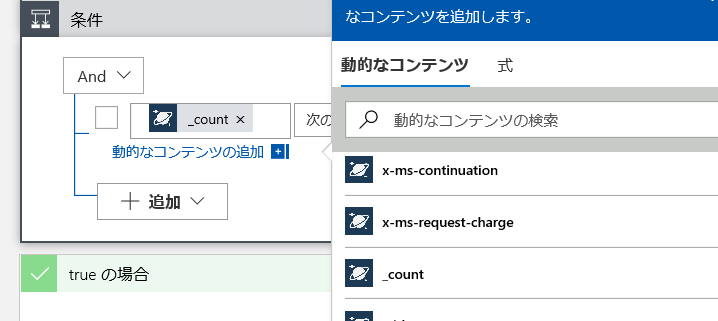 条件
なコンテンツを追加します。
動的なコンテンツ 式
And
_count × 次の
動的なコンテンツの追加
動的なコンテンツの検索
x-ms-continuation
x-ms-request-charge
追加
_count
true の場合